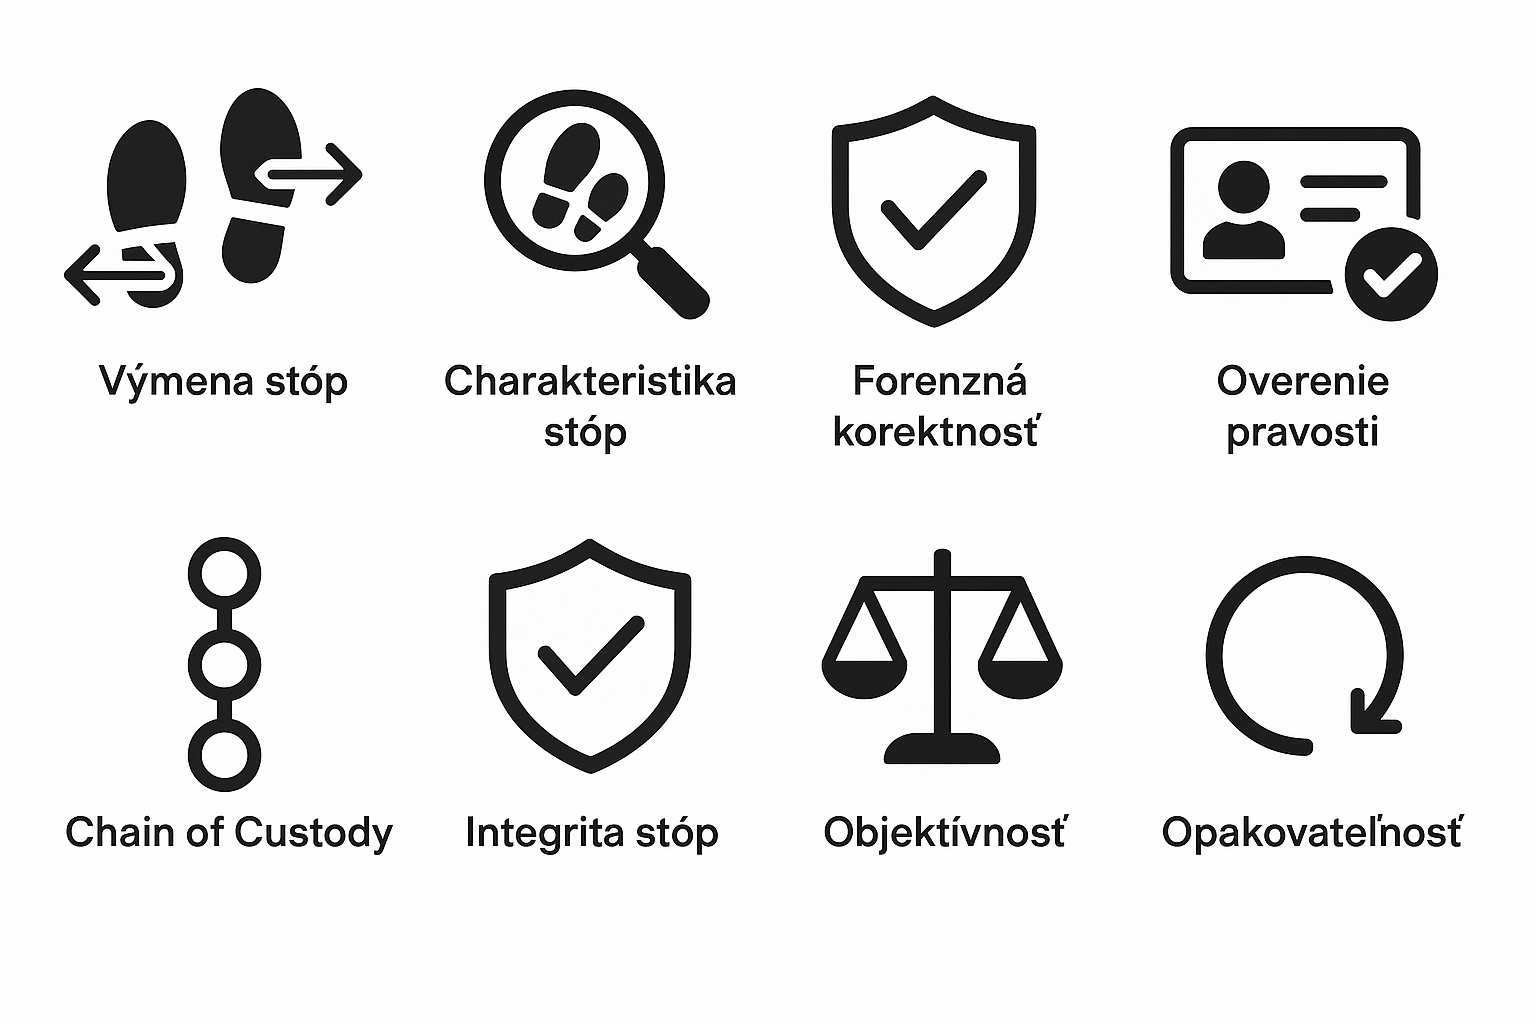 Výmena stóp
Charakteristika
stóp
Forenzná
korektnosť
Overenie
pravosti
Chain of Custody
Integrita stóp
Objektívnosť
Opakovateľnosť